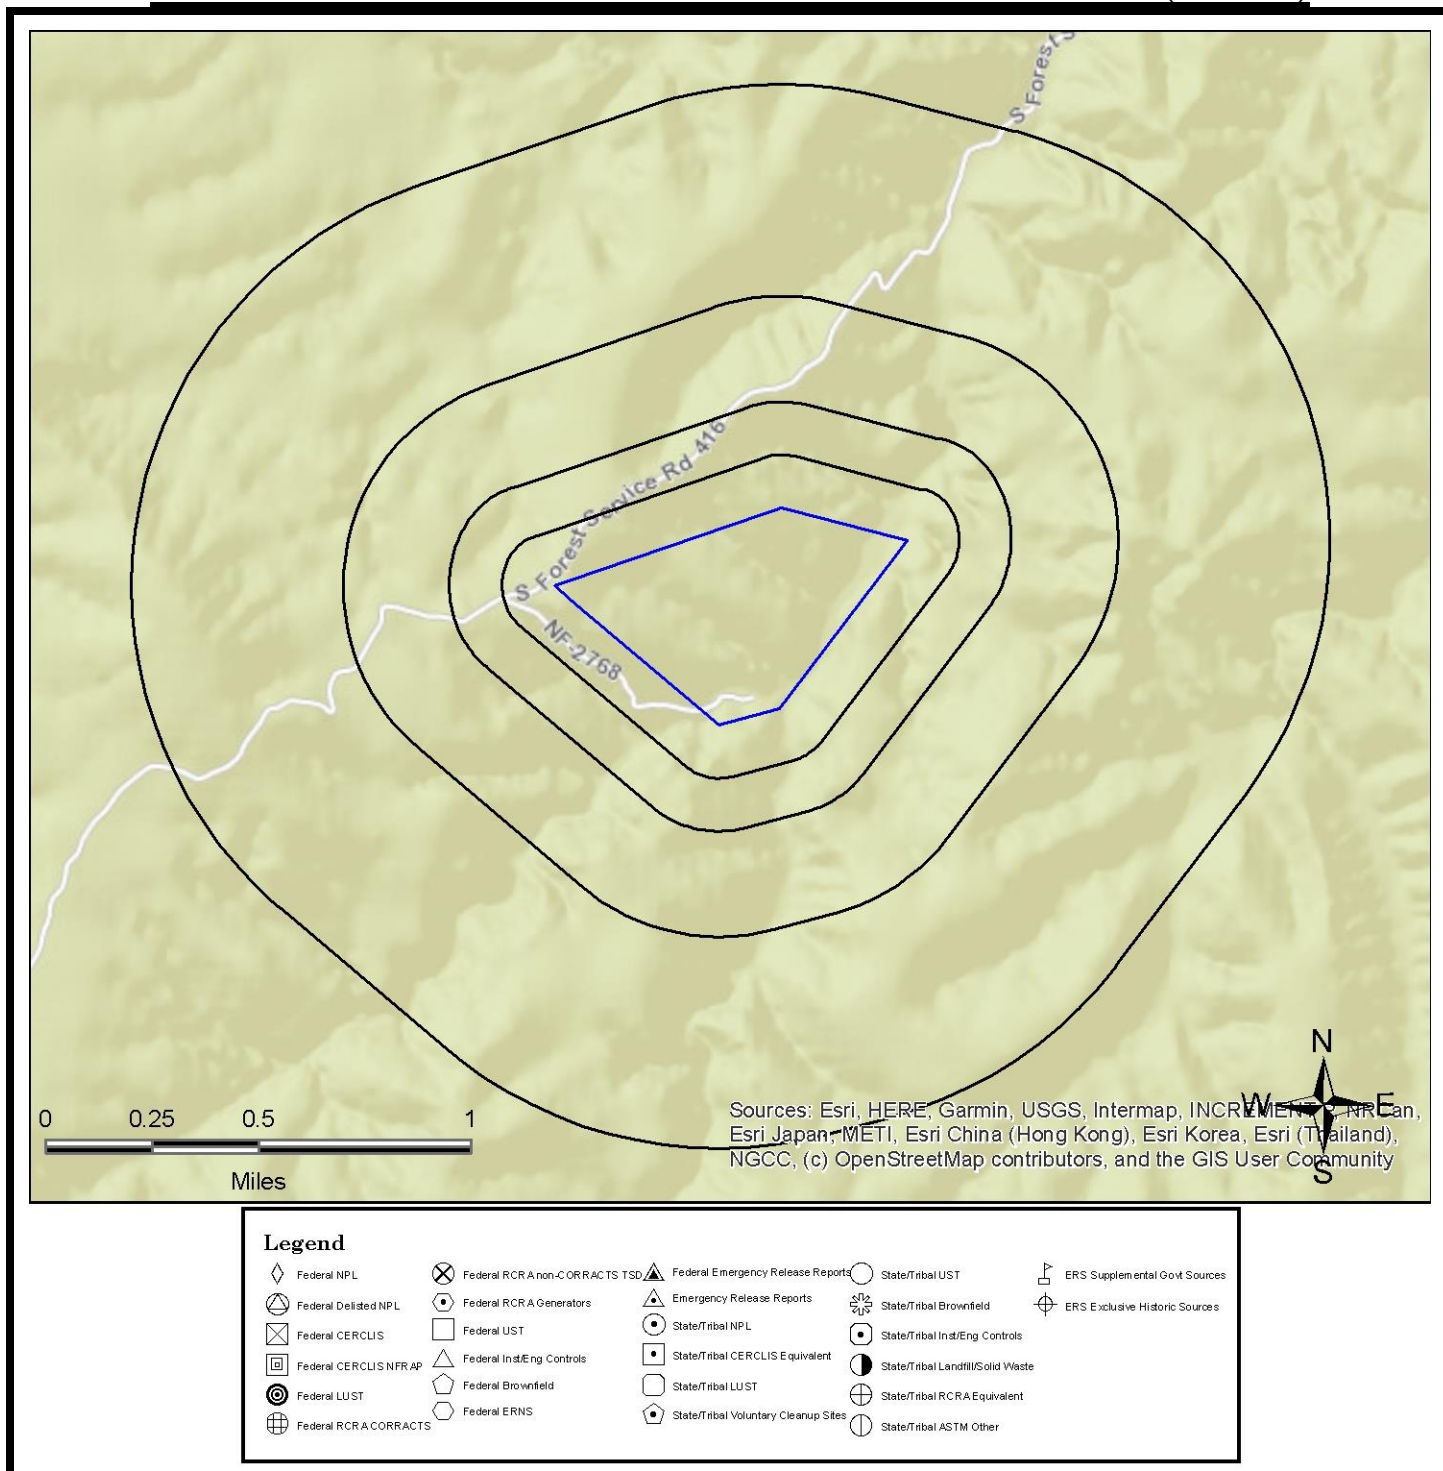 S Forest S
S Forest Service Rd 416
NF-2768
N
W E
S
0 0.25 0.5 1
Miles
Sources: Esri, HERE, Garmin, USGS, Intermap, INCREMENT P, NRCan,
Esri Japan, METI, Esri China (Hong Kong), Esri Korea, Esri (Thailand),
NGCC, (c) OpenStreetMap contributors, and the GIS User Community
Legend
Federal NPL
Federal Delisted NPL
Federal CERCLIS
Federal CERCLIS NFRAP
Federal LUST
Federal RCRA CORRACTS
Federal RCRA non-CORRACTS TSD
Federal RCRA Generators
Federal UST
Federal Inst/Eng Controls
Federal Brownfield
Federal ERNS
Federal Emergency Release Reports
Emergency Release Reports
State/Tribal NPL
State/Tribal CERCLIS Equivalent
State/Tribal LUST
State/Tribal Voluntary Cleanup Sites
State/Tribal UST
State/Tribal Brownfield
State/Tribal Inst/Eng Controls
State/Tribal Landfill/Solid Waste
State/Tribal RCRA Equivalent
State/Tribal ASTM Other
ERS Supplemental Govt Sources
ERS Exclusive Historic Sources